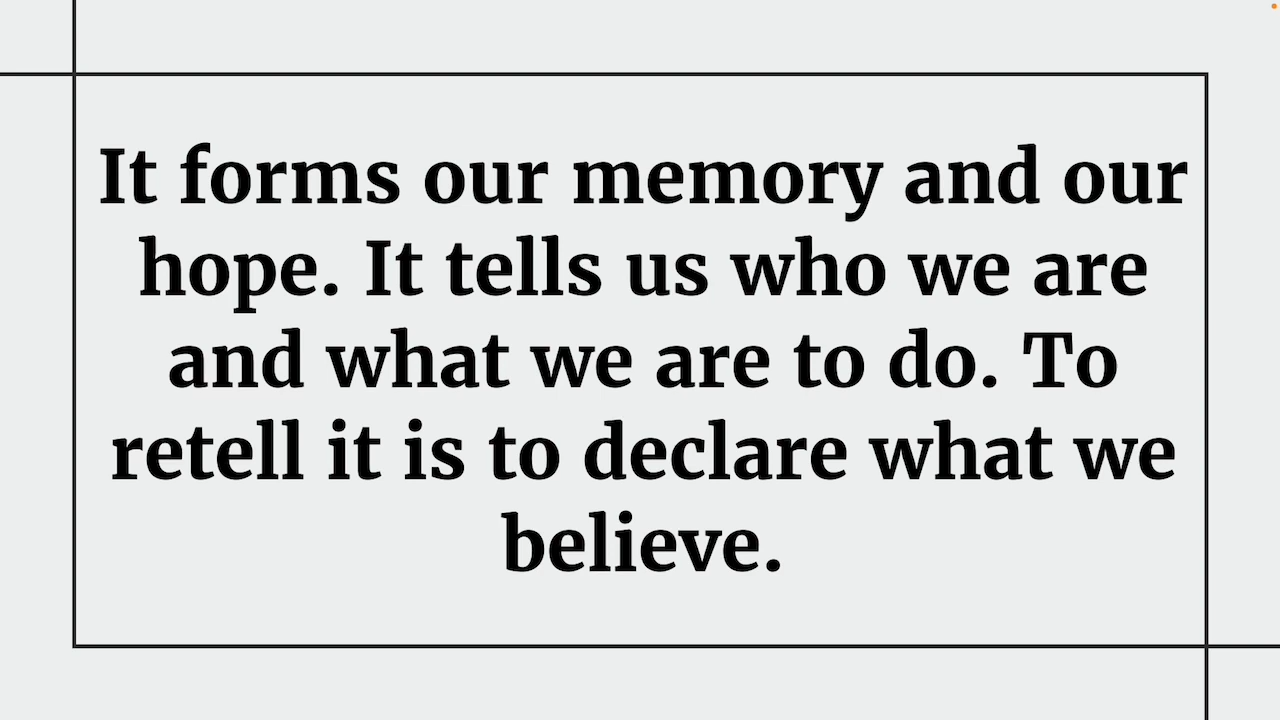 It forms our memory and our
hope. It tells us who we are
and what we are to do. To
retell it is to declare what we
believe.